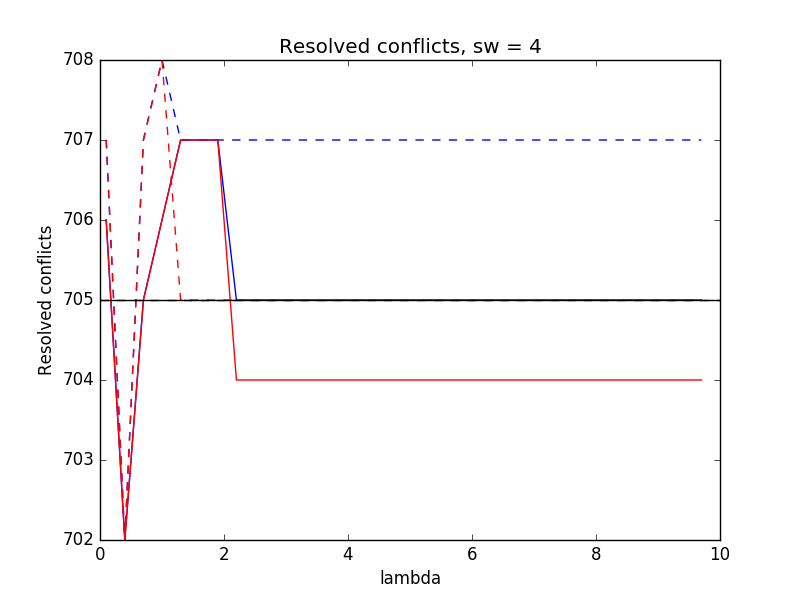 Resolved conflicts, sw = 4
708
707
706
705
704
703
702
Resolved conflicts
0 2 4 6 8 10
lambda